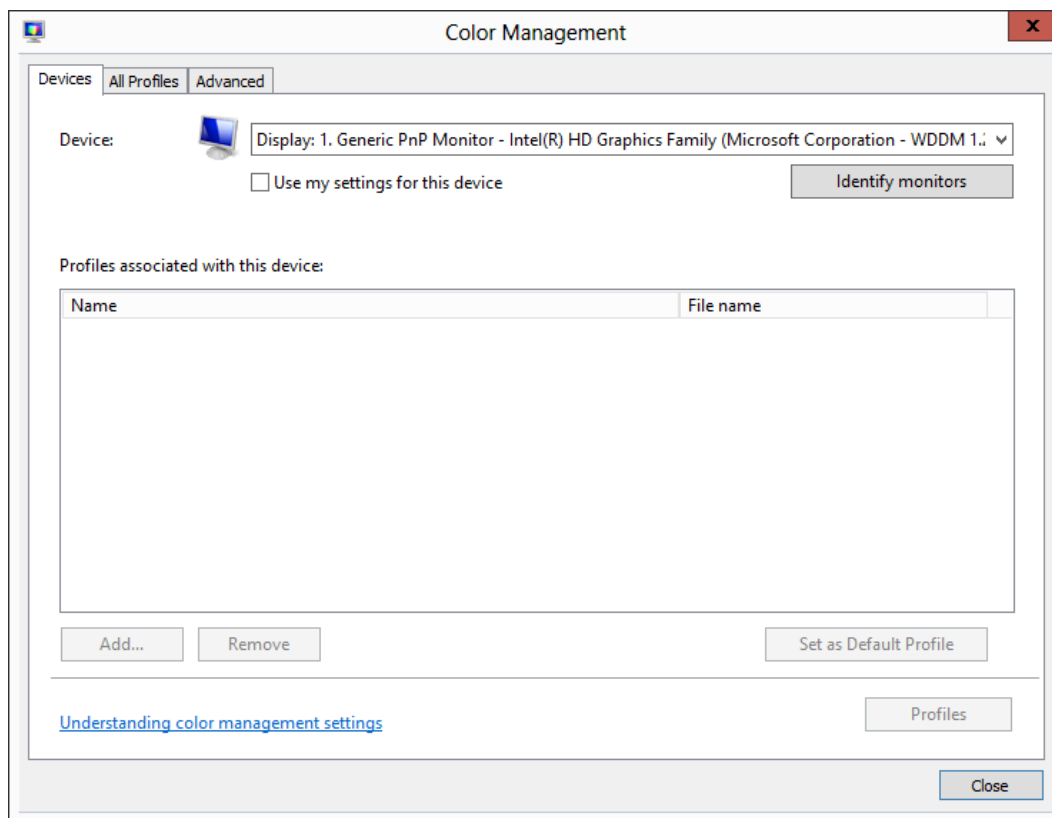 Color Management
x
Devices All Profiles Advanced
Device: Display: 1. Generic PnP Monitor - Intel(R) HD Graphics Family (Microsoft Corporation - WDDM 1.
Use my settings for this device Identify monitors
Profiles associated with this device:
Name File name
Add... Remove Set as Default Profile
Understanding color management settings Profiles
Close